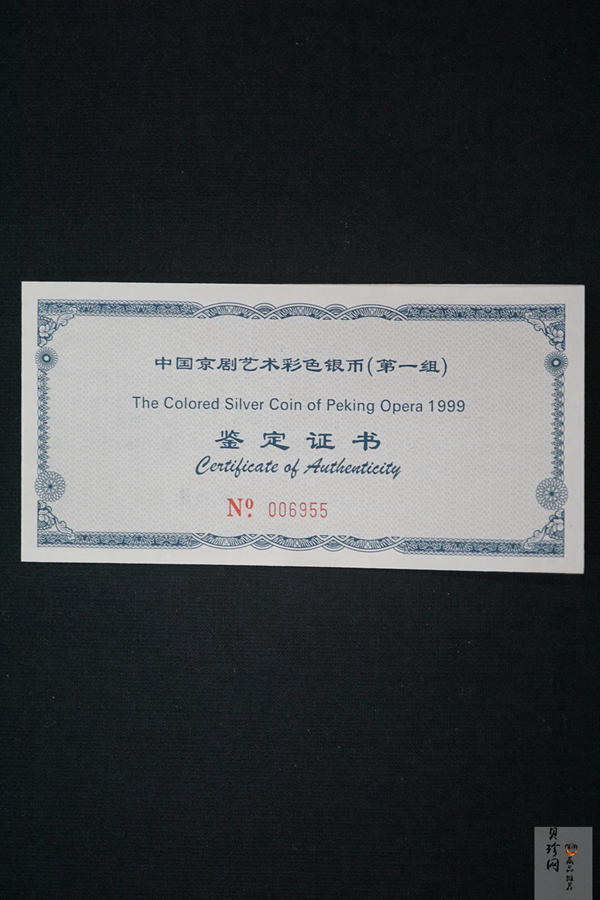 中国京剧艺术彩色银币(第一组)
The Colored Silver Coin of Peking Opera 1999
鉴定证书
Certificate of Authenticity
Nº. 006955
贝珍网